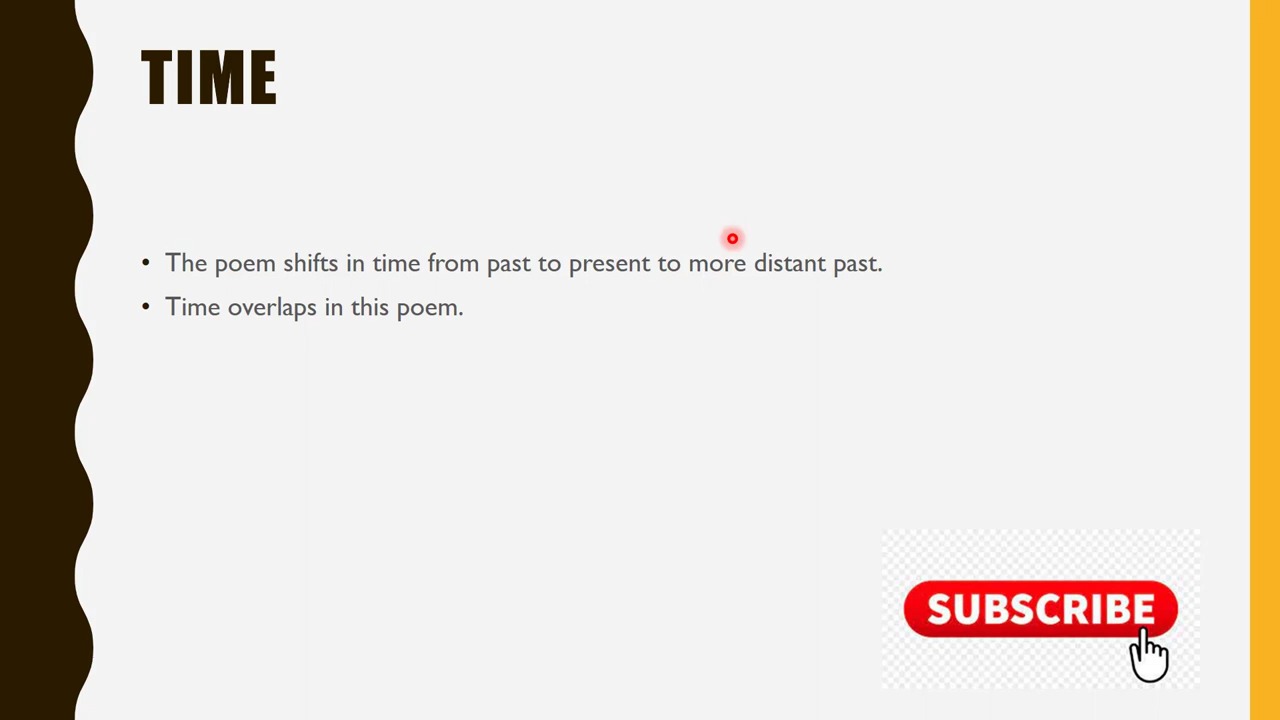 TIME
• The poem shifts in time from past to present to more distant past.
• Time overlaps in this poem.
SUBSCRIBE